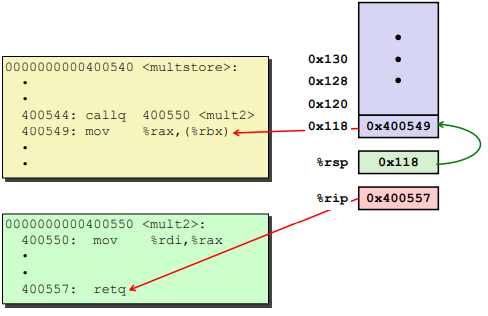 0000000000400540 <multstore>:
•
•
400544: callq 400550 <mult2>
400549: mov %rax,(%rbx)
•
•
0000000000400550 <mult2>:
400550: mov %rdi,%rax
•
•
400557: retq
•
0x130 •
0x128 •
0x120
0x118 0x400549
%rsp 0x118
%rip 0x400557